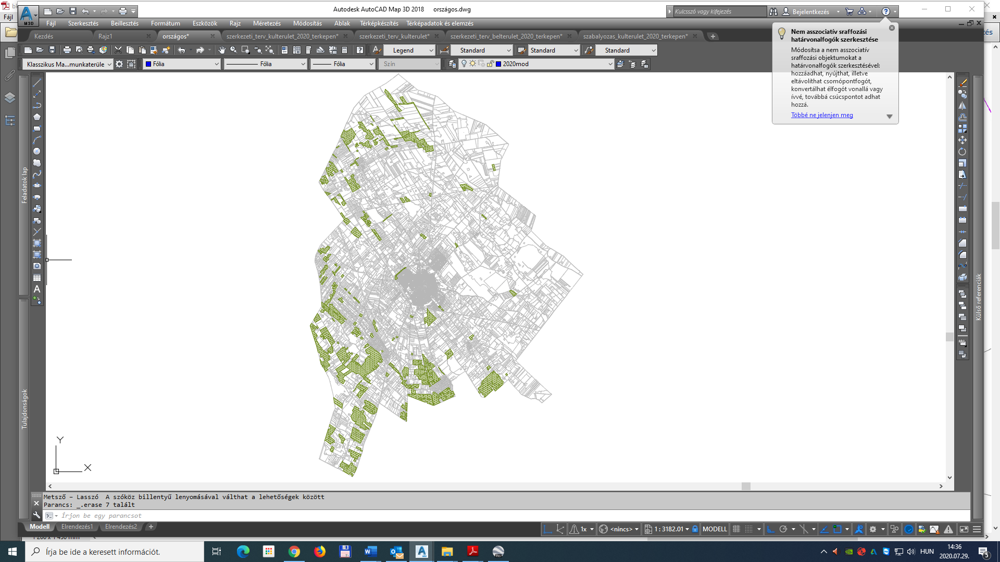 Autodesk AutoCAD Map 3D 2018 országos.dwg
Kulcsszó vagy kifejezés
Bejelentkezés
M3D
Fájl
Fájl Szerkesztés Beillesztés Formátum Eszközök Rajz Méretezés Módosítás Ablak Térképkészítés Térképadatok és elemzés
Kezdés Rajz1 országos* szerkezeti_terv_kulterulet_2020_terkepen* szerkezeti_terv_kulterulet* szerkezeti_terv_belterulet_2020_terkepen* szabalyozas_kulterulet_2020_terkepen*
Legend Standard Standard Standard
Klasszikus Ma...munkaterüle Fólia Fólia Fólia Szín 2020mod
Nem asszociatív sraffozási
határvonalfogók szerkesztése
Módosítsa a nem asszociatív
sraffozási objektumokat a
határvonalfogók szerkesztésével:
hozzáadhat, nyújthat, illetve
eltávolíthat csomópontfogót,
konvertálhat élfogót vonallá vagy
ívvé, továbbá csúcspontot adhat
hozzá.
Többé ne jelenjen meg
Feladatok lap
Tulajdonságok
Külső referenciák
A
ABC
Y
X
Metsző - Lasszó A szóköz billentyű lenyomásával válthat a lehetőségek között
Parancs: _.erase 7 talált
Írjon be egy parancsot
Modell Elrendezés1 Elrendezés2
1x <nincs> 1 : 3182.01 MODELL
Írja be ide a keresett információt.
HUN
14:36
2020.07.29.
5